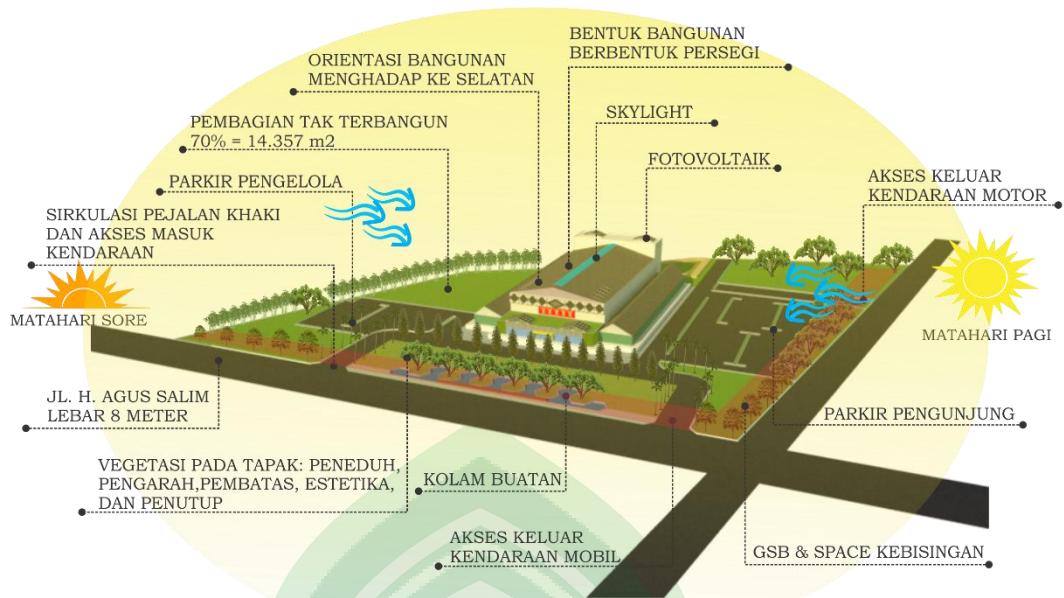 BENTUK BANGUNAN
BERBENTUK PERSEGI
ORIENTASI BANGUNAN
MENGHADAP KE SELATAN
SKYLIGHT
PEMBAGIAN TAK TERBANGUN
70% = 14.357 m2
FOTOVOLTAIK
AKSES KELUAR
KENDARAAN MOTOR
PARKIR PENGELOLA
SIRKULASI PEJALAN KHAKI
DAN AKSES MASUK
KENDARAAN
MATAHARI SORE
MATAHARI PAGI
JL. H. AGUS SALIM
LEBAR 8 METER
PARKIR PENGUNJUNG
VEGETASI PADA TAPAK: PENEDUH,
PENGARAH,PEMBATAS, ESTETIKA,
DAN PENUTUP
KOLAM BUATAN
AKSES KELUAR
KENDARAAN MOBIL
GSB & SPACE KEBISINGAN